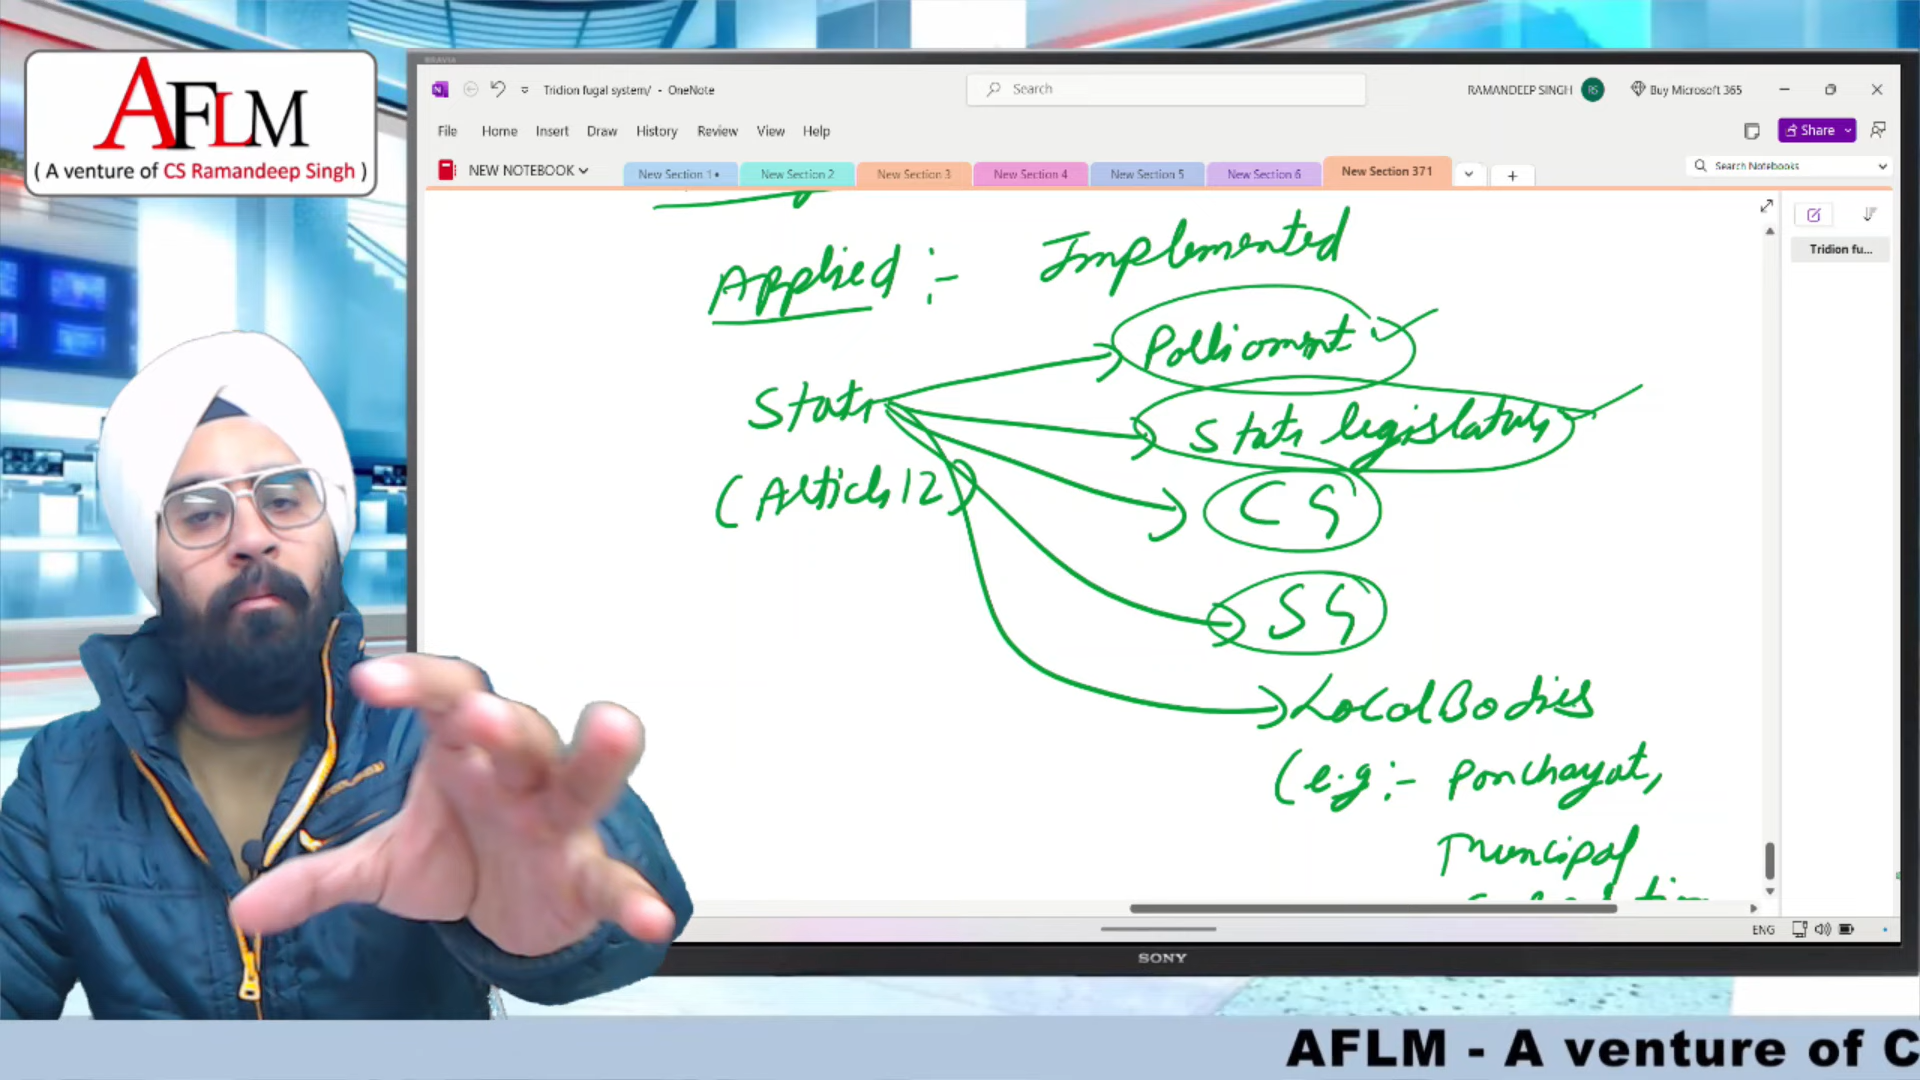 AFLM
( A venture of CS Ramandeep Singh )
BRAVIA
Tridion fugal system/ - OneNote
Search
RAMANDEEP SINGH RS
Buy Microsoft 365
File Home Insert Draw History Review View Help
Share
NEW NOTEBOOK
New Section 1 New Section 2 New Section 3 New Section 4 New Section 5 New Section 6 New Section 371 +
Search Notebooks
Tridion fu...
Applied :- Implemented
Parliament
State
State legislature
(Article 12)
CG
SG
Local Bodies
(e.g :- Panchayat,
Municipal
ENG
SONY
AFLM - A venture of C